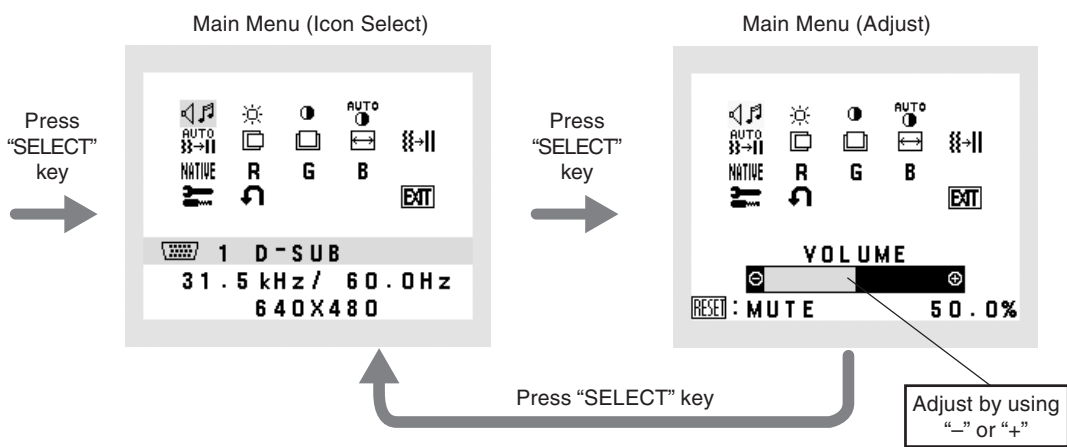 Main Menu (Icon Select)
Press
“SELECT”
key
AUTO
AUTO
NATIVE R G B
EXIT
1 D-SUB
31.5 kHz/ 60.0Hz
640X480
Press
“SELECT”
key
Main Menu (Adjust)
AUTO
AUTO
NATIVE R G B
EXIT
VOLUME
RESET:MUTE 50.0%
Press “SELECT” key
Adjust by using
“–” or “+”